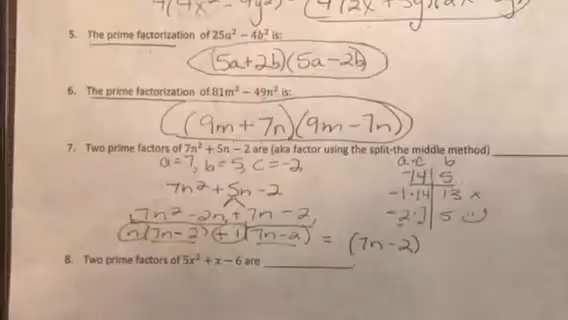 5. The prime factorization of 25a² – 4b² is:
(5a+2b)(5a-2b)
6. The prime factorization of 81m² – 49n² is:
(9m+7n)(9m-7n)
7. Two prime factors of 7n² + 5n – 2 are (aka factor using the split-the middle method)
a=7, b=5, c=-2
a·c b
7n²+5n-2
-14 5
-1·14 13 x
7n²-2n+7n-2
-2·7 5
n(7n-2)+1(7n-2) = (7n-2)
8. Two prime factors of 5x² + x – 6 are